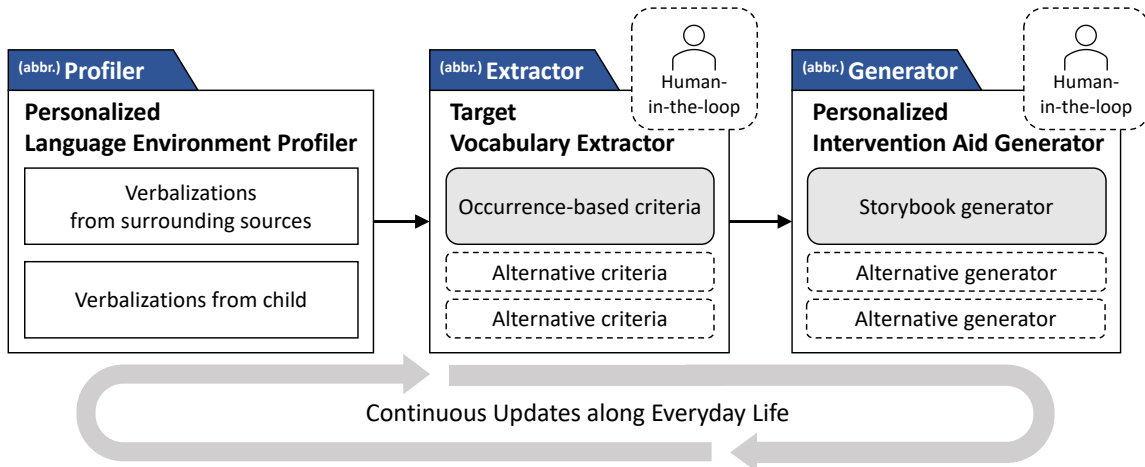 (abbr.) Profiler
Personalized
Language Environment Profiler
Verbalizations
from surrounding sources
Verbalizations from child
(abbr.) Extractor
Human-
in-the-loop
Target
Vocabulary Extractor
Occurrence-based criteria
Alternative criteria
Alternative criteria
(abbr.) Generator
Human-
in-the-loop
Personalized
Intervention Aid Generator
Storybook generator
Alternative generator
Alternative generator
Continuous Updates along Everyday Life